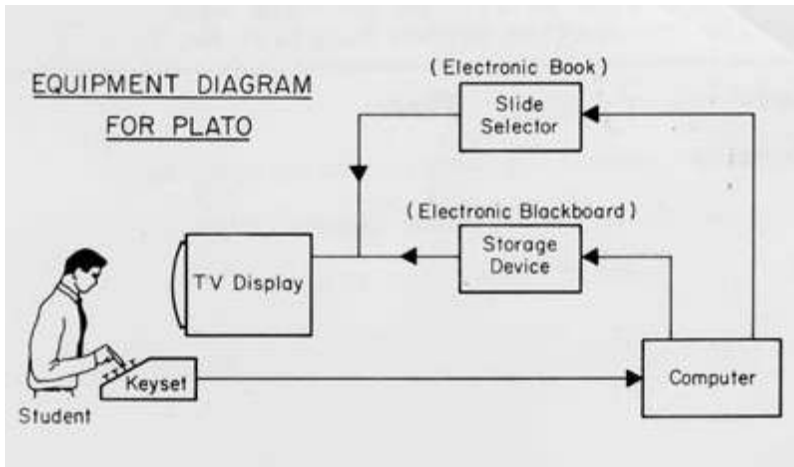 EQUIPMENT DIAGRAM
FOR PLATO
(Electronic Book)
Slide
Selector
(Electronic Blackboard)
Storage
Device
TV Display
Keyset
Computer
Student